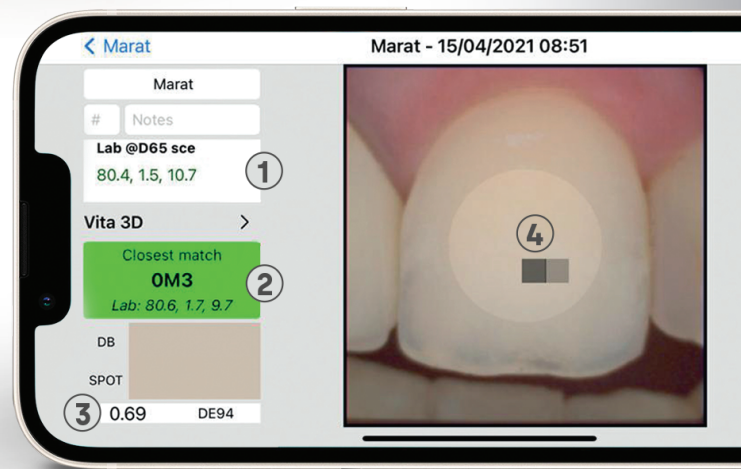 Marat
Marat - 15/04/2021 08:51
Marat
# Notes
Lab @D65 sce
80.4, 1.5, 10.7
1
Vita 3D
Closest match
0M3
Lab: 80.6, 1.7, 9.7
2
DB
SPOT
3
0.69 DE94
4